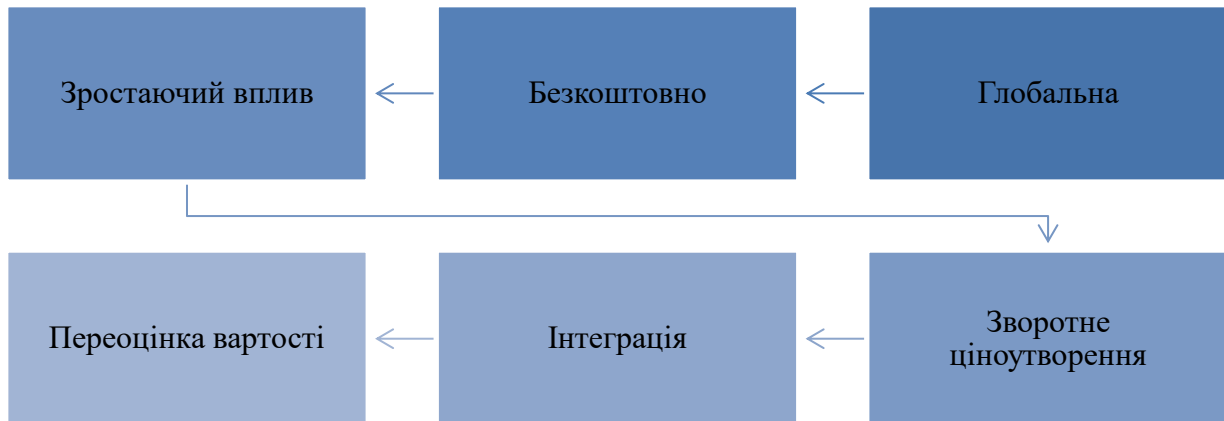 Зростаючий вплив
Безкоштовно
Глобальна
Переоцінка вартості
Інтеграція
Зворотне
ціноутворення